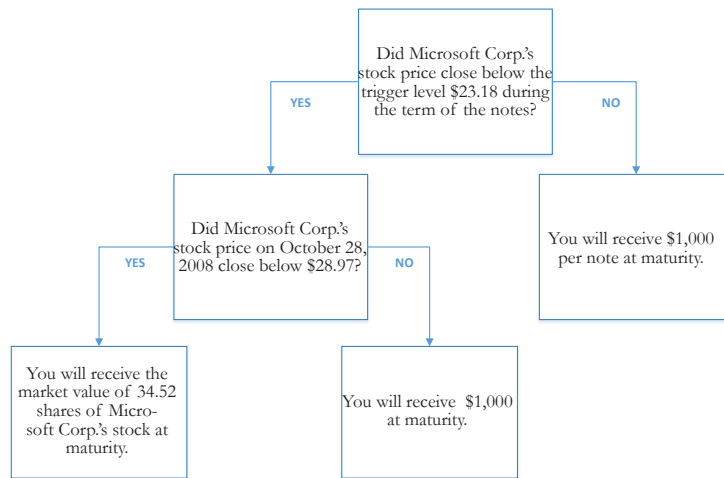 Did Microsoft Corp.'s
stock price close below the
trigger level $23.18 during
the term of the notes?
YES
NO
Did Microsoft Corp.'s
stock price on October 28,
2008 close below $28.97?
You will receive $1,000
per note at maturity.
YES
NO
You will receive the
market value of 34.52
shares of Micro-
soft Corp.'s stock at
maturity.
You will receive $1,000
at maturity.